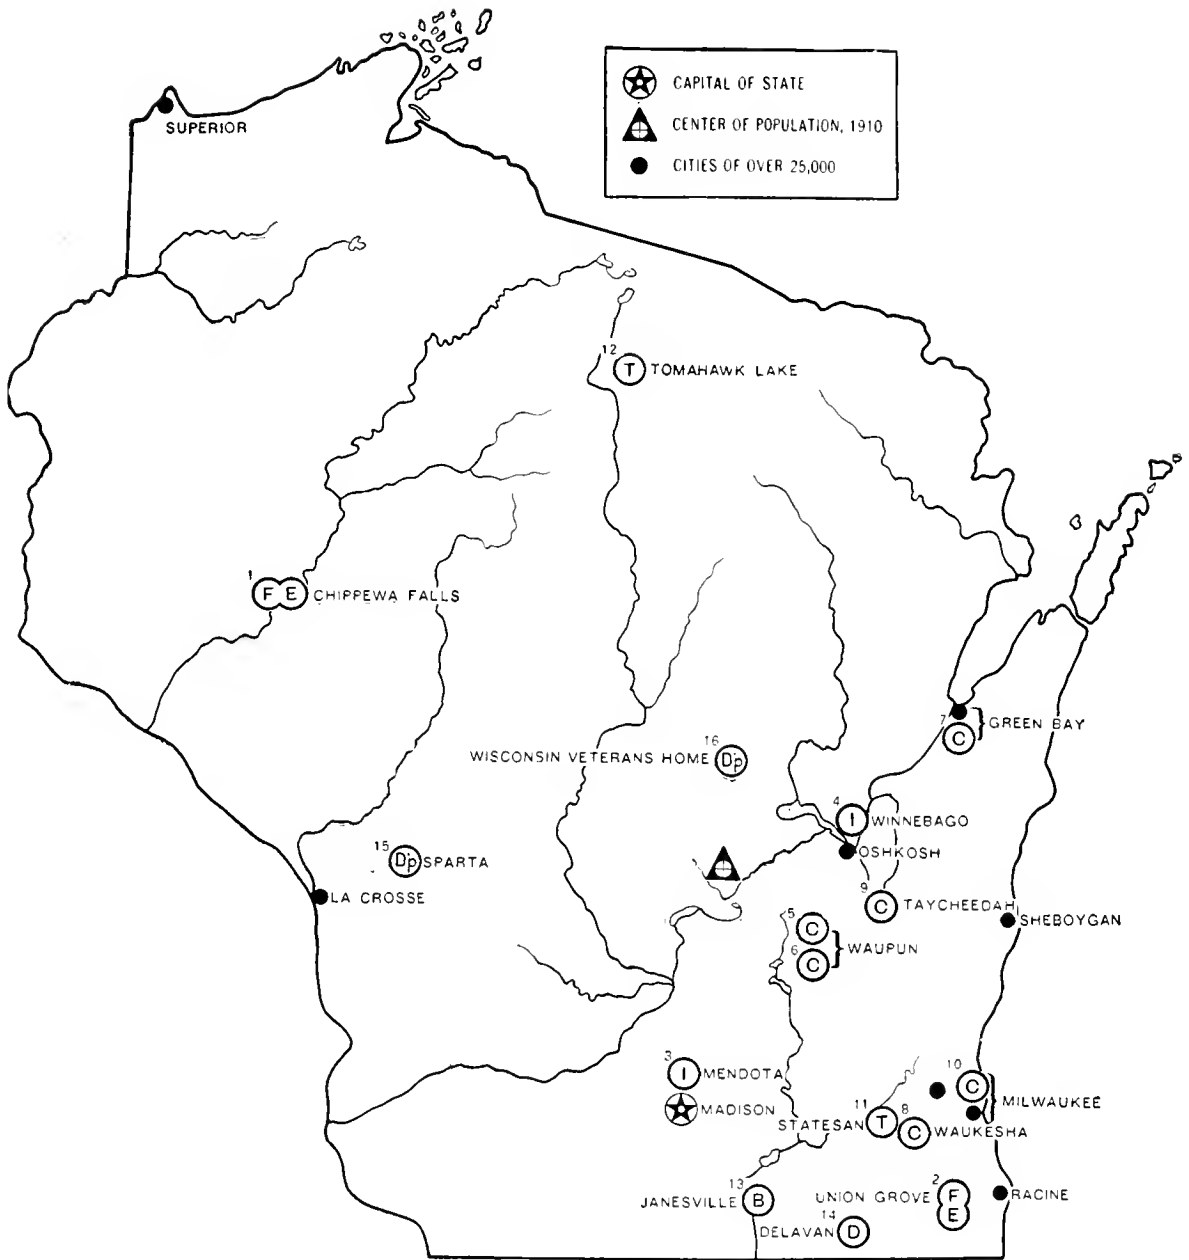 CAPITAL OF STATE
CENTER OF POPULATION, 1910
CITIES OF OVER 25,000
SUPERIOR
12
T TOMAHAWK LAKE
1
F E CHIPPEWA FALLS
7
C
GREEN BAY
16
WISCONSIN VETERANS HOME Dp
4
I WINNEBAGO
OSHKOSH
15
Dp SPARTA
LA CROSSE
9
C TAYCHEEDAH
SHEBOYGAN
5
C
6
C
WAUPUN
3
I MENDOTA
MADISON
10
C
MILWAUKEE
11
STATESAN T
8
C WAUKESHA
13
JANESVILLE B
2
UNION GROVE F
E
RACINE
14
DELAVAN D